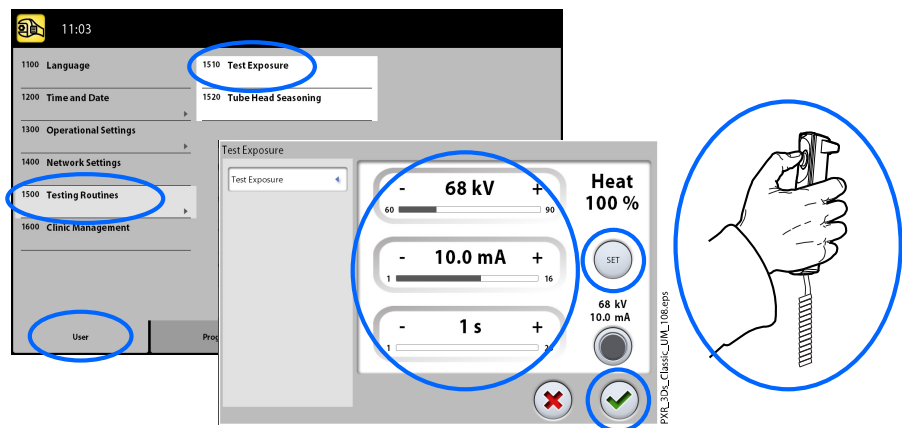 11:03
1100 Language
1200 Time and Date
1300 Operational Settings
1400 Network Settings
1500 Testing Routines
1600 Clinic Management
1510 Test Exposure
1520 Tube Head Seasoning
User
Prog
Test Exposure
Test Exposure
- 68 kV +
60 90
- 10.0 mA +
1 16
- 1 s +
1
Heat
100 %
SET
68 kV
10.0 mA
PXR_3Ds_Classic_UM_108.eps